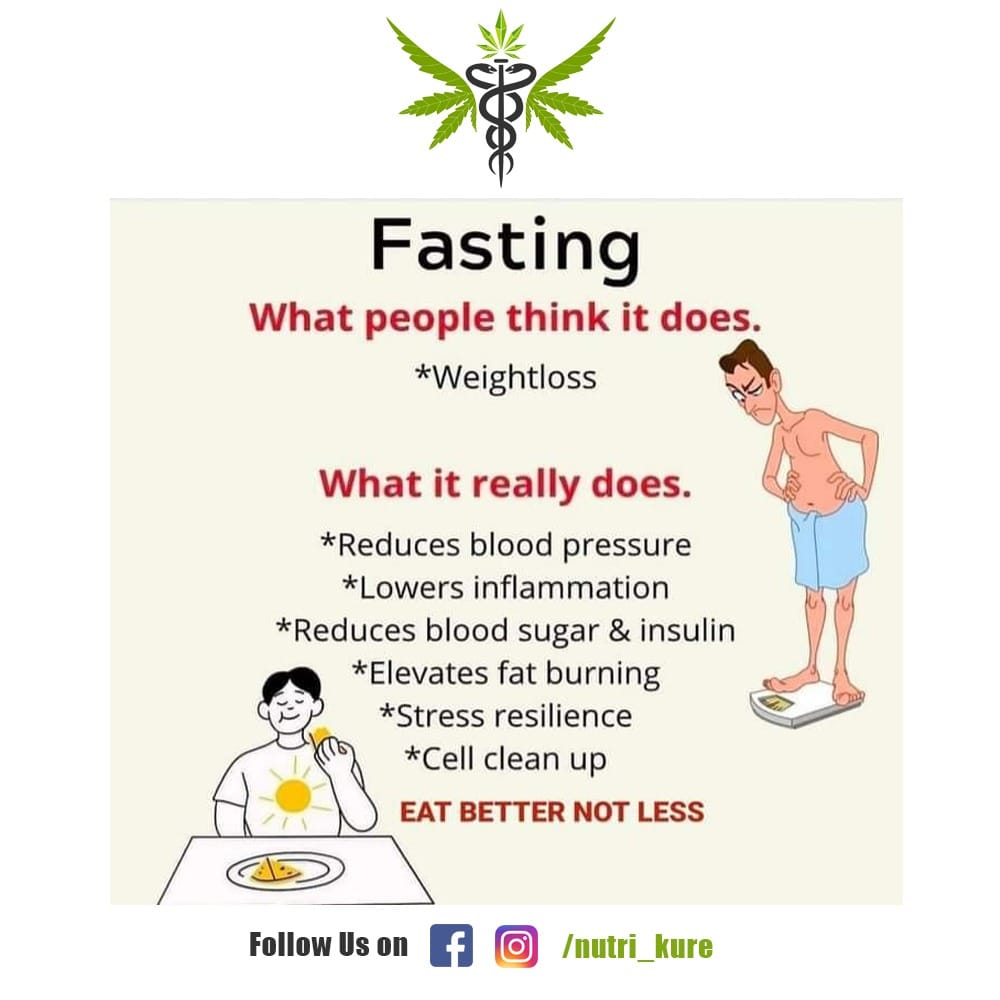 Fasting
What people think it does.
*Weightloss
What it really does.
*Reduces blood pressure
*Lowers inflammation
*Reduces blood sugar & insulin
*Elevates fat burning
*Stress resilience
*Cell clean up
EAT BETTER NOT LESS
Follow Us on /nutri_kure